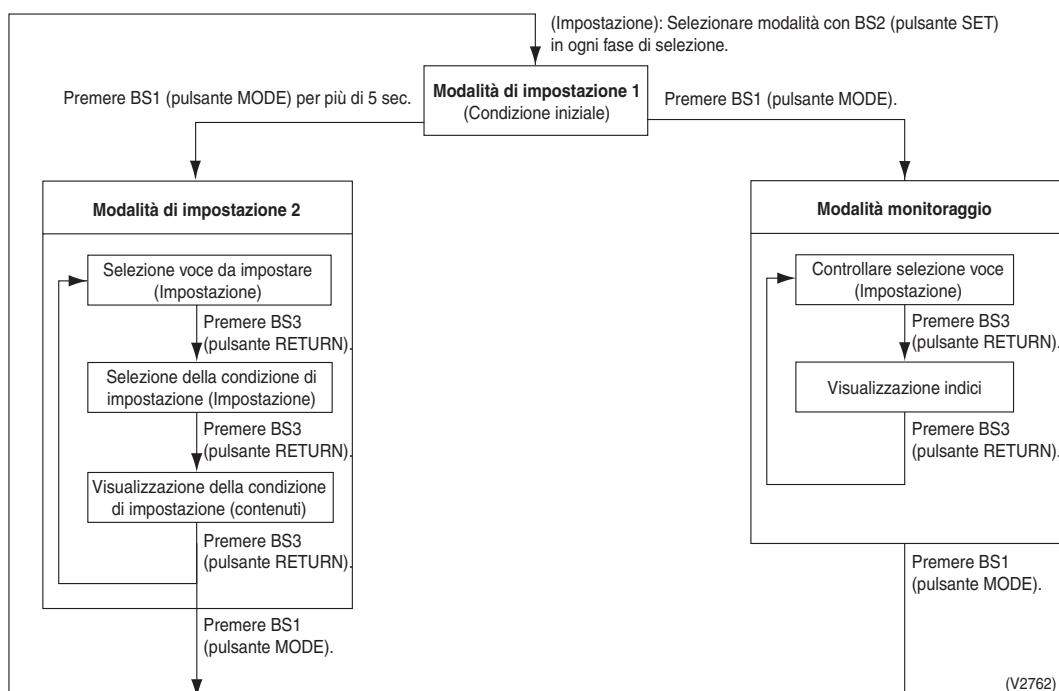 (Impostazione): Selezionare modalità con BS2 (pulsante SET)
in ogni fase di selezione.
Premere BS1 (pulsante MODE) per più di 5 sec.
Modalità di impostazione 1
(Condizione iniziale)
Premere BS1 (pulsante MODE).
Modalità di impostazione 2
Selezione voce da impostare
(Impostazione)
Premere BS3
(pulsante RETURN).
Selezione della condizione di
impostazione (Impostazione)
Premere BS3
(pulsante RETURN).
Visualizzazione della condizione
di impostazione (contenuti)
Premere BS3
(pulsante RETURN).
Premere BS1
(pulsante MODE).
Modalità monitoraggio
Controllare selezione voce
(Impostazione)
Premere BS3
(pulsante RETURN).
Visualizzazione indici
Premere BS3
(pulsante RETURN).
Premere BS1
(pulsante MODE).
(V2762)